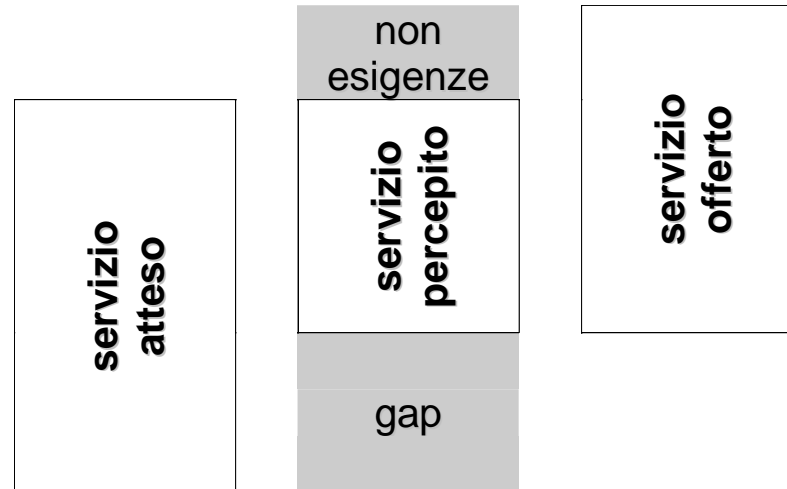 servizio
atteso
non
esigenze
servizio
percepito
gap
servizio
offerto